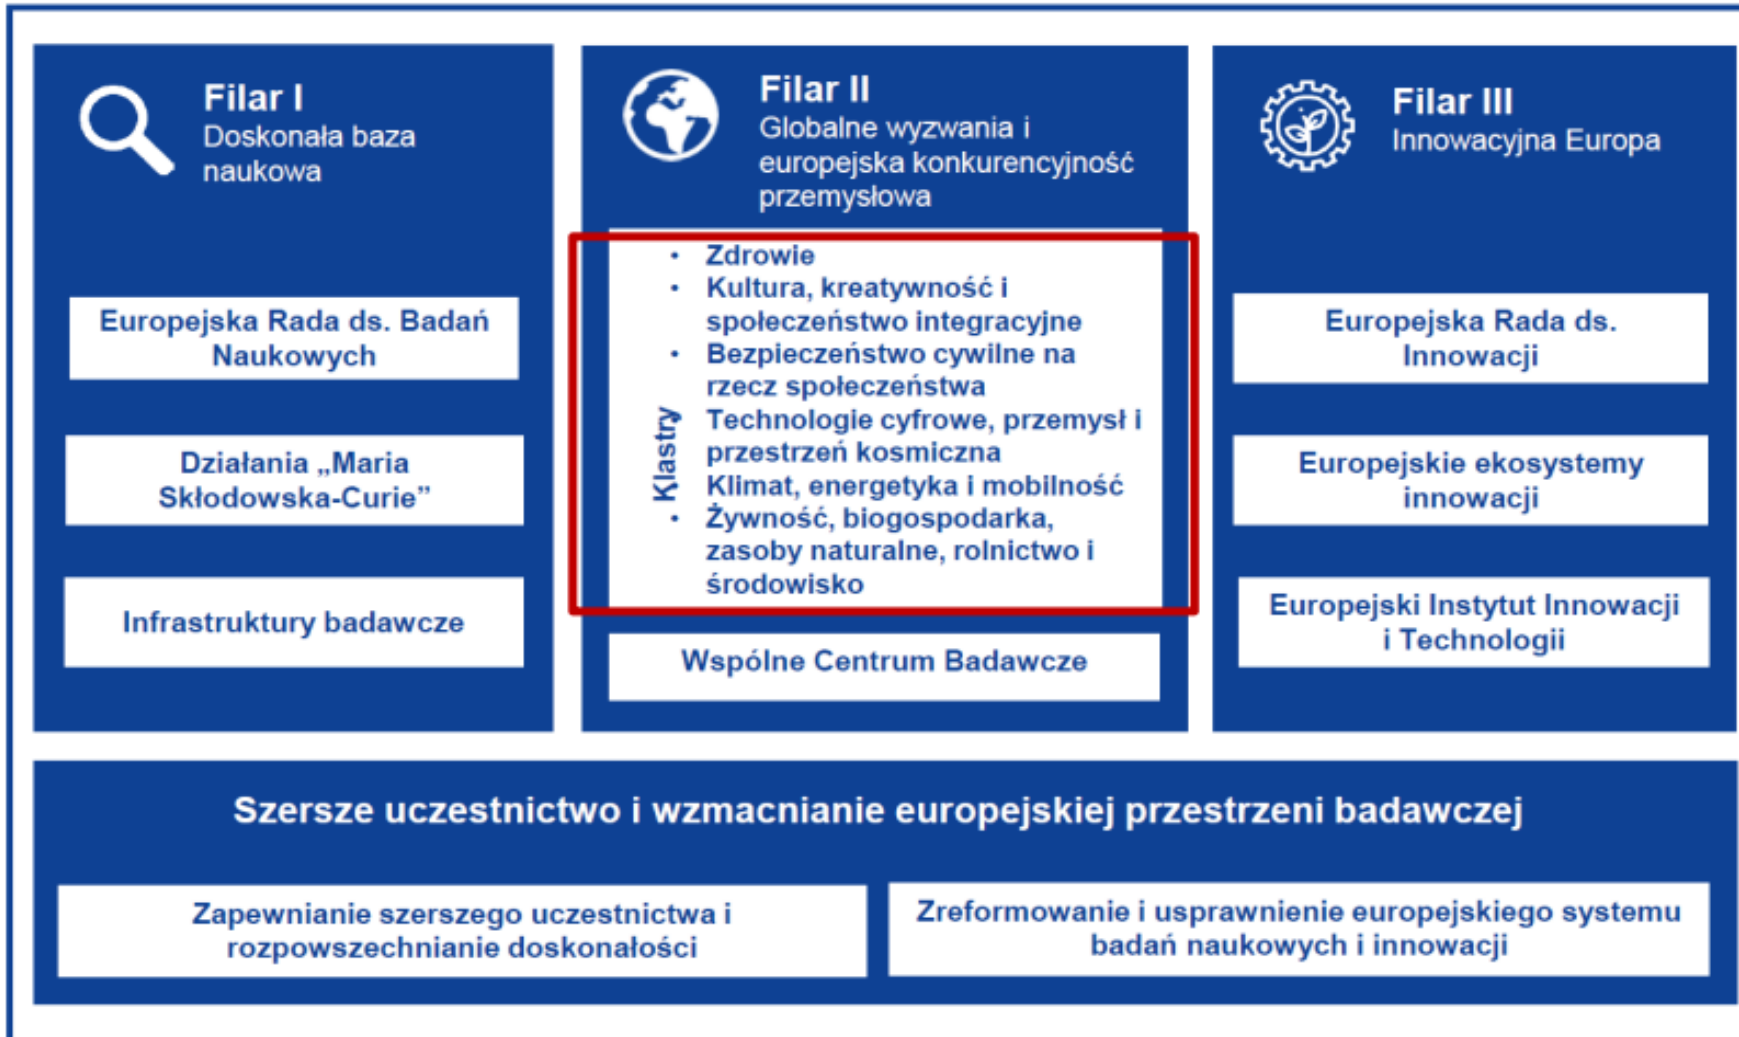 Filar I
Doskonała baza
naukowa
Europejska Rada ds. Badań
Naukowych
Działania „Maria
Skłodowska-Curie”
Infrastruktury badawcze
Filar II
Globalne wyzwania i
europejska konkurencyjność
przemysłowa
Klastry
• Zdrowie
• Kultura, kreatywność i
społeczeństwo integracyjne
• Bezpieczeństwo cywilne na
rzecz społeczeństwa
• Technologie cyfrowe, przemysł i
przestrzeń kosmiczna
• Klimat, energetyka i mobilność
• Żywność, biogospodarka,
zasoby naturalne, rolnictwo i
środowisko
Wspólne Centrum Badawcze
Filar III
Innowacyjna Europa
Europejska Rada ds.
Innowacji
Europejskie ekosystemy
innowacji
Europejski Instytut Innowacji
i Technologii
Szersze uczestnictwo i wzmacnianie europejskiej przestrzeni badawczej
Zapewnianie szerszego uczestnictwa i
rozpowszechnianie doskonałości
Zreformowanie i usprawnienie europejskiego systemu
badań naukowych i innowacji